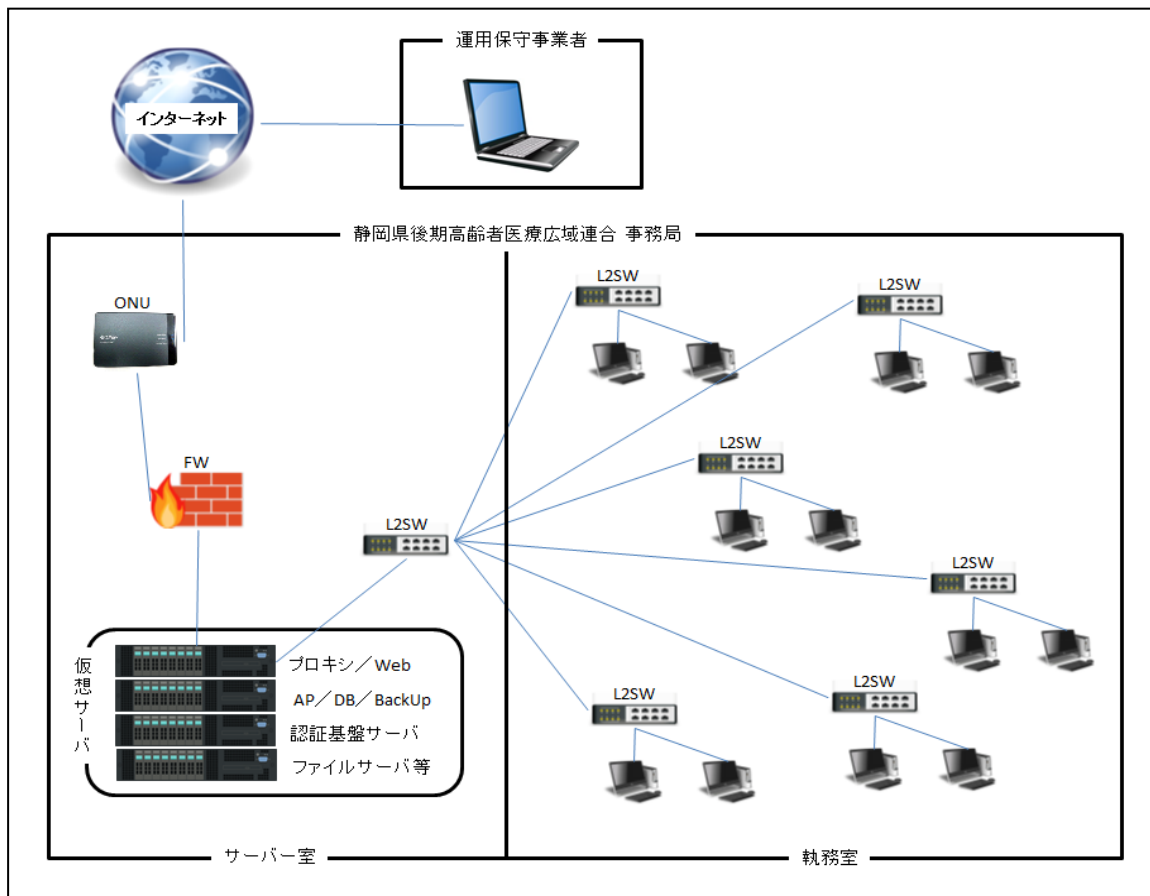 運用保守事業者
インターネット
静岡県後期高齢者医療広域連合 事務局
L2SW
L2SW
ONU
L2SW
FW
L2SW
L2SW
仮想サーバ
プロキシ／Web
AP／DB／BackUp
認証基盤サーバ
ファイルサーバ等
L2SW
L2SW
サーバー室
執務室